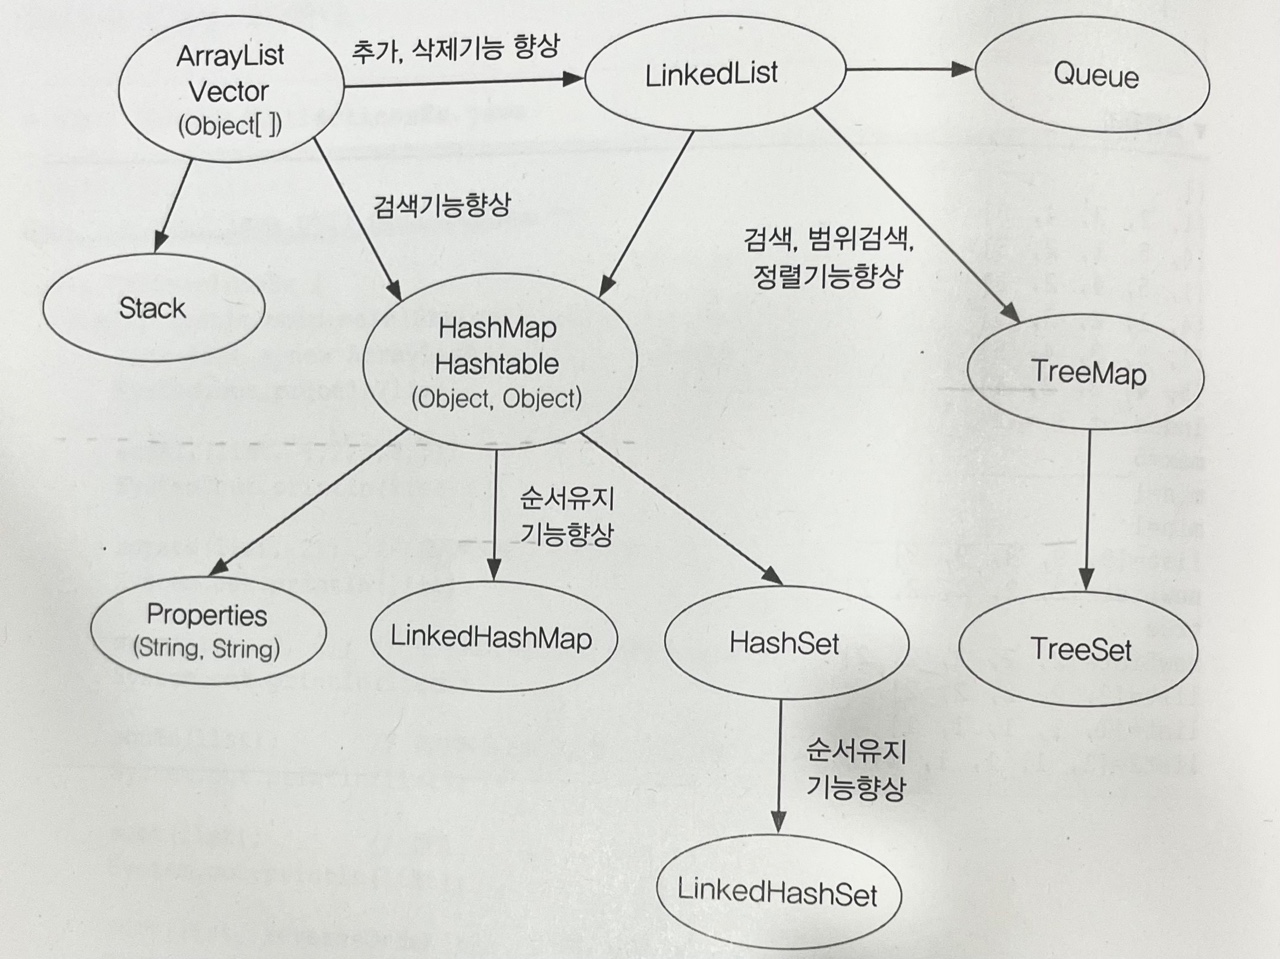 ArrayList
Vector
(Object[ ])
추가, 삭제기능 향상
LinkedList
Queue
검색기능향상
검색, 범위검색,
정렬기능향상
Stack
HashMap
Hashtable
(Object, Object)
TreeMap
순서유지
기능향상
Properties
(String, String)
LinkedHashMap
HashSet
TreeSet
순서유지
기능향상
LinkedHashSet